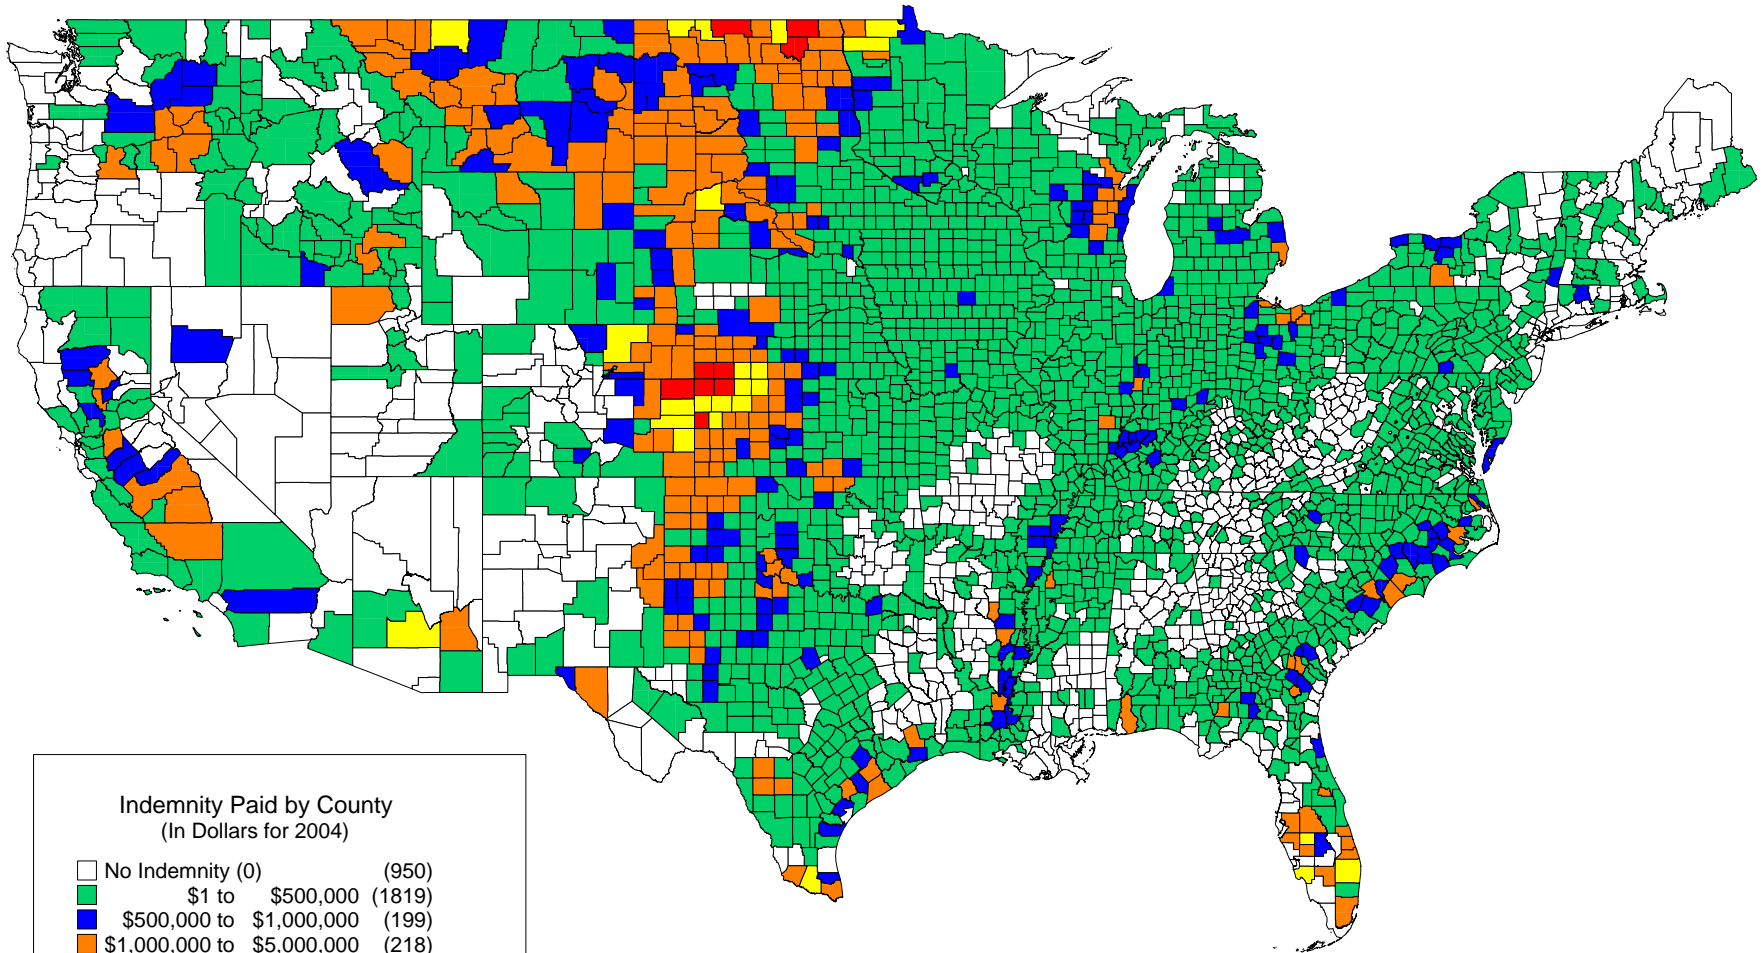 Indemnity Paid by County
(In Dollars for 2004)
No Indemnity (0) (950)
$1 to $500,000 (1819)
$500,000 to $1,000,000 (199)
$1,000,000 to $5,000,000 (218)